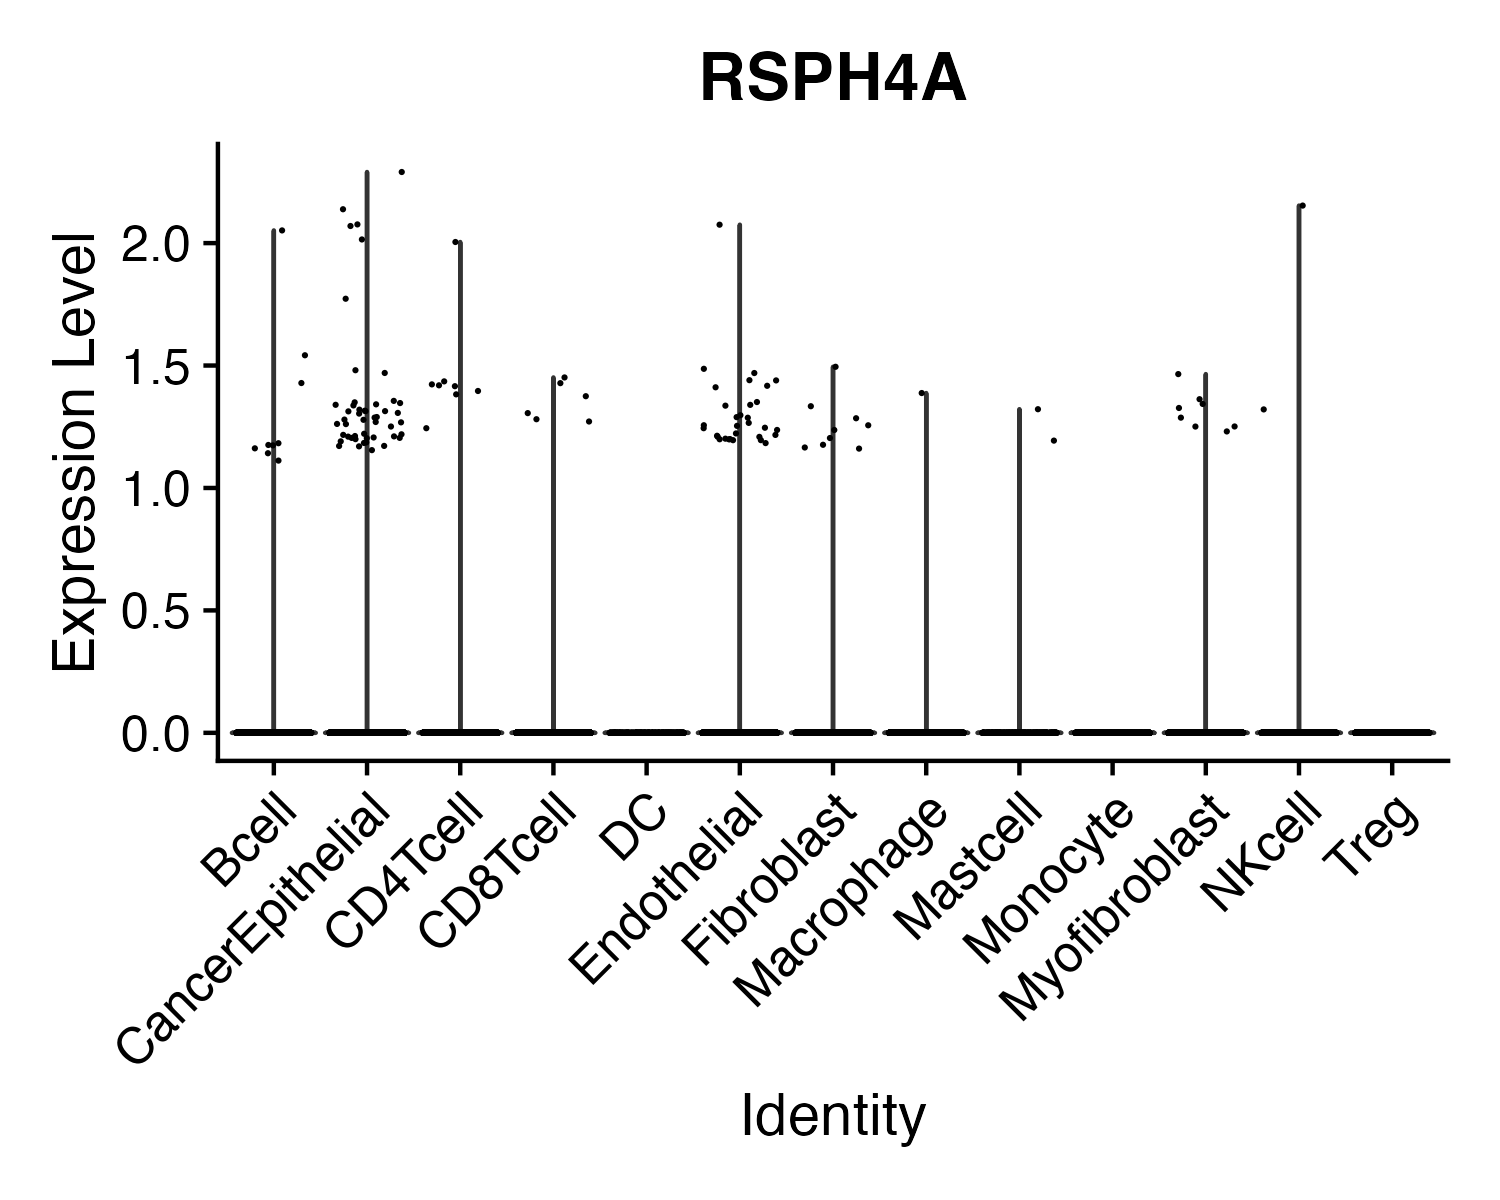 RSPH4A
Expression Level
2.0
1.5
1.0
0.5
0.0
Bcell
CancerEpithelial
CD4Tcell
CD8Tcell
DC
Endothelial
Fibroblast
Macrophage
Mastcell
Monocyte
Myofibroblast
NKcell
Treg
Identity